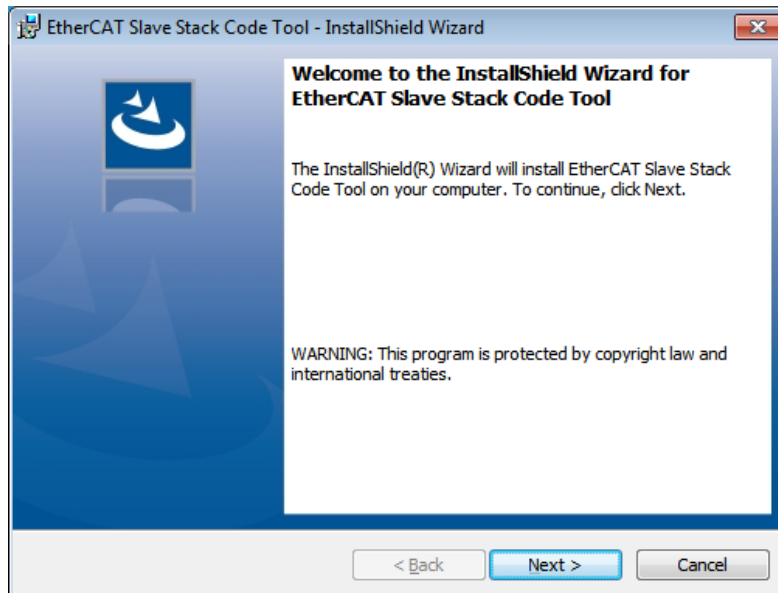 EtherCAT Slave Stack Code Tool - InstallShield Wizard
Welcome to the InstallShield Wizard for
EtherCAT Slave Stack Code Tool
The InstallShield(R) Wizard will install EtherCAT Slave Stack
Code Tool on your computer. To continue, click Next.
WARNING: This program is protected by copyright law and
international treaties.
< Back
Next >
Cancel